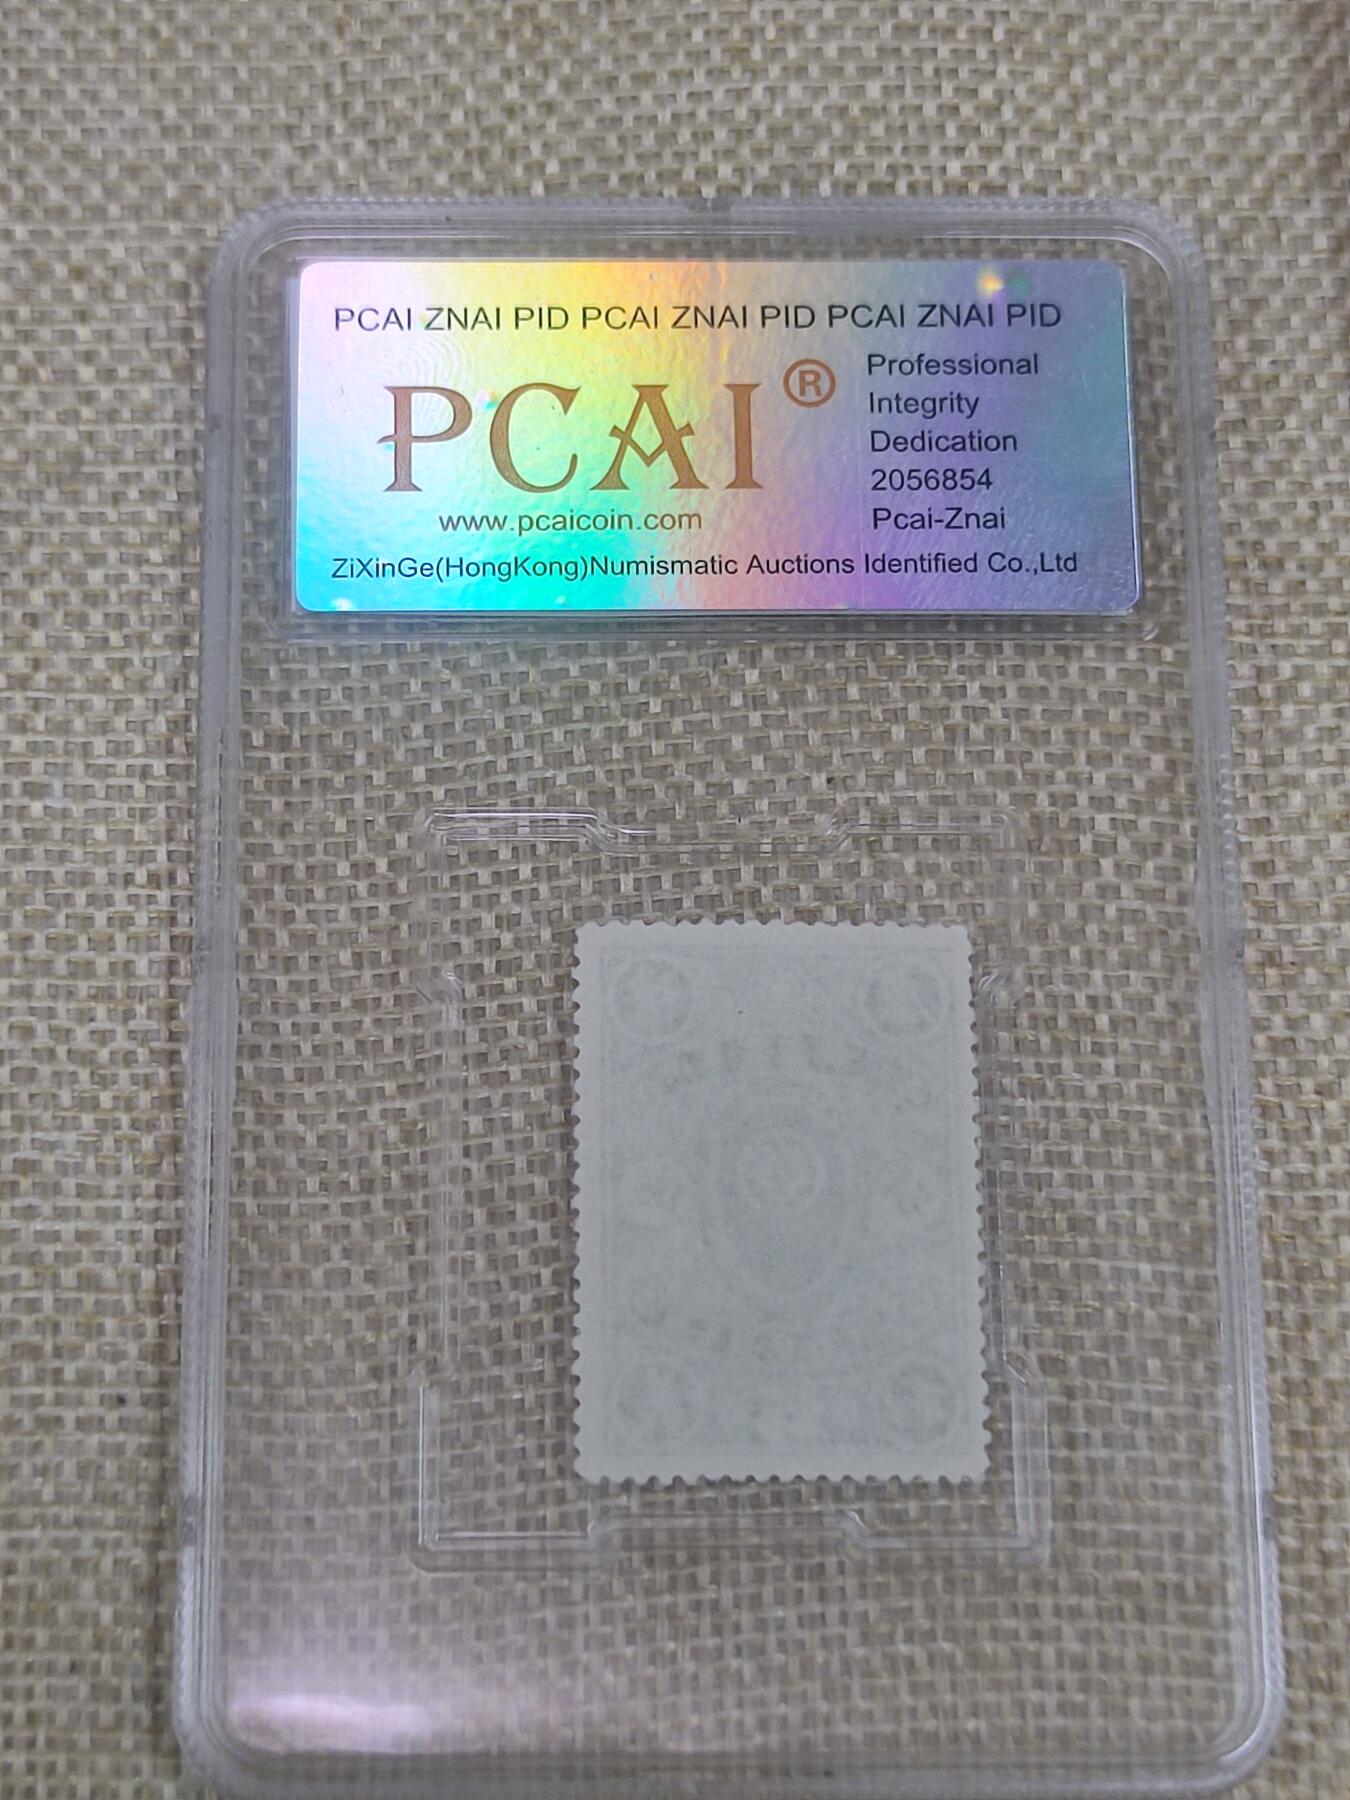 PCAI ZNAI PID PCAI ZNAI PID PCAI ZNAI PID
PCAI®
www.pcaicoin.com
Professional
Integrity
Dedication
2056854
Pcai-Znai
ZiXinGe(HongKong)Numismatic Auctions Identified Co.,Ltd